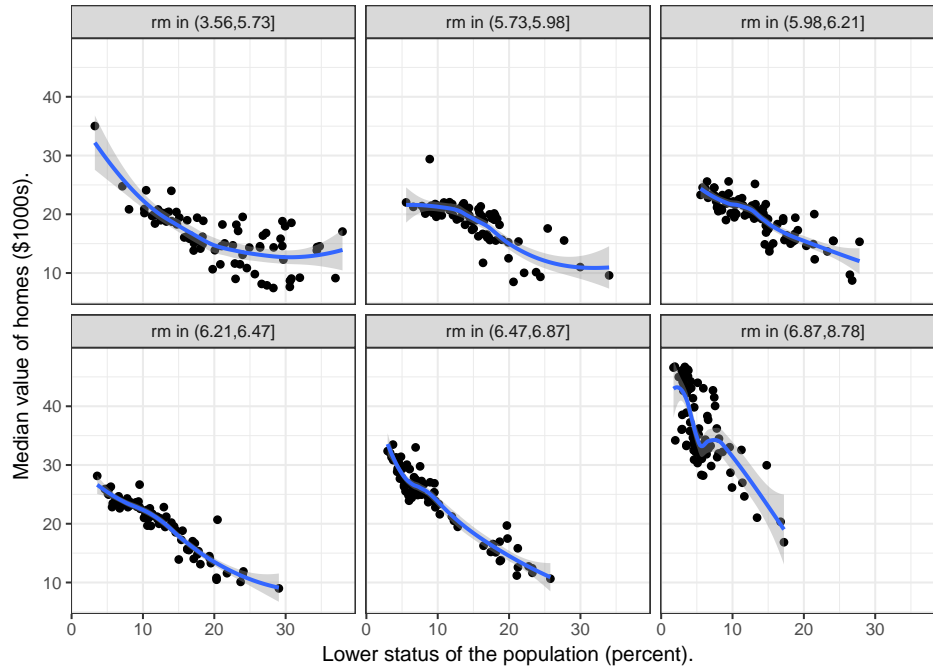 rm in (3.56,5.73]
rm in (5.73,5.98]
rm in (5.98,6.21]
40
30
20
10
rm in (6.21,6.47]
rm in (6.47,6.87]
rm in (6.87,8.78]
40
30
20
10
0 10 20 30
0 10 20 30
0 10 20 30
Lower status of the population (percent).
Median value of homes ($1000s).